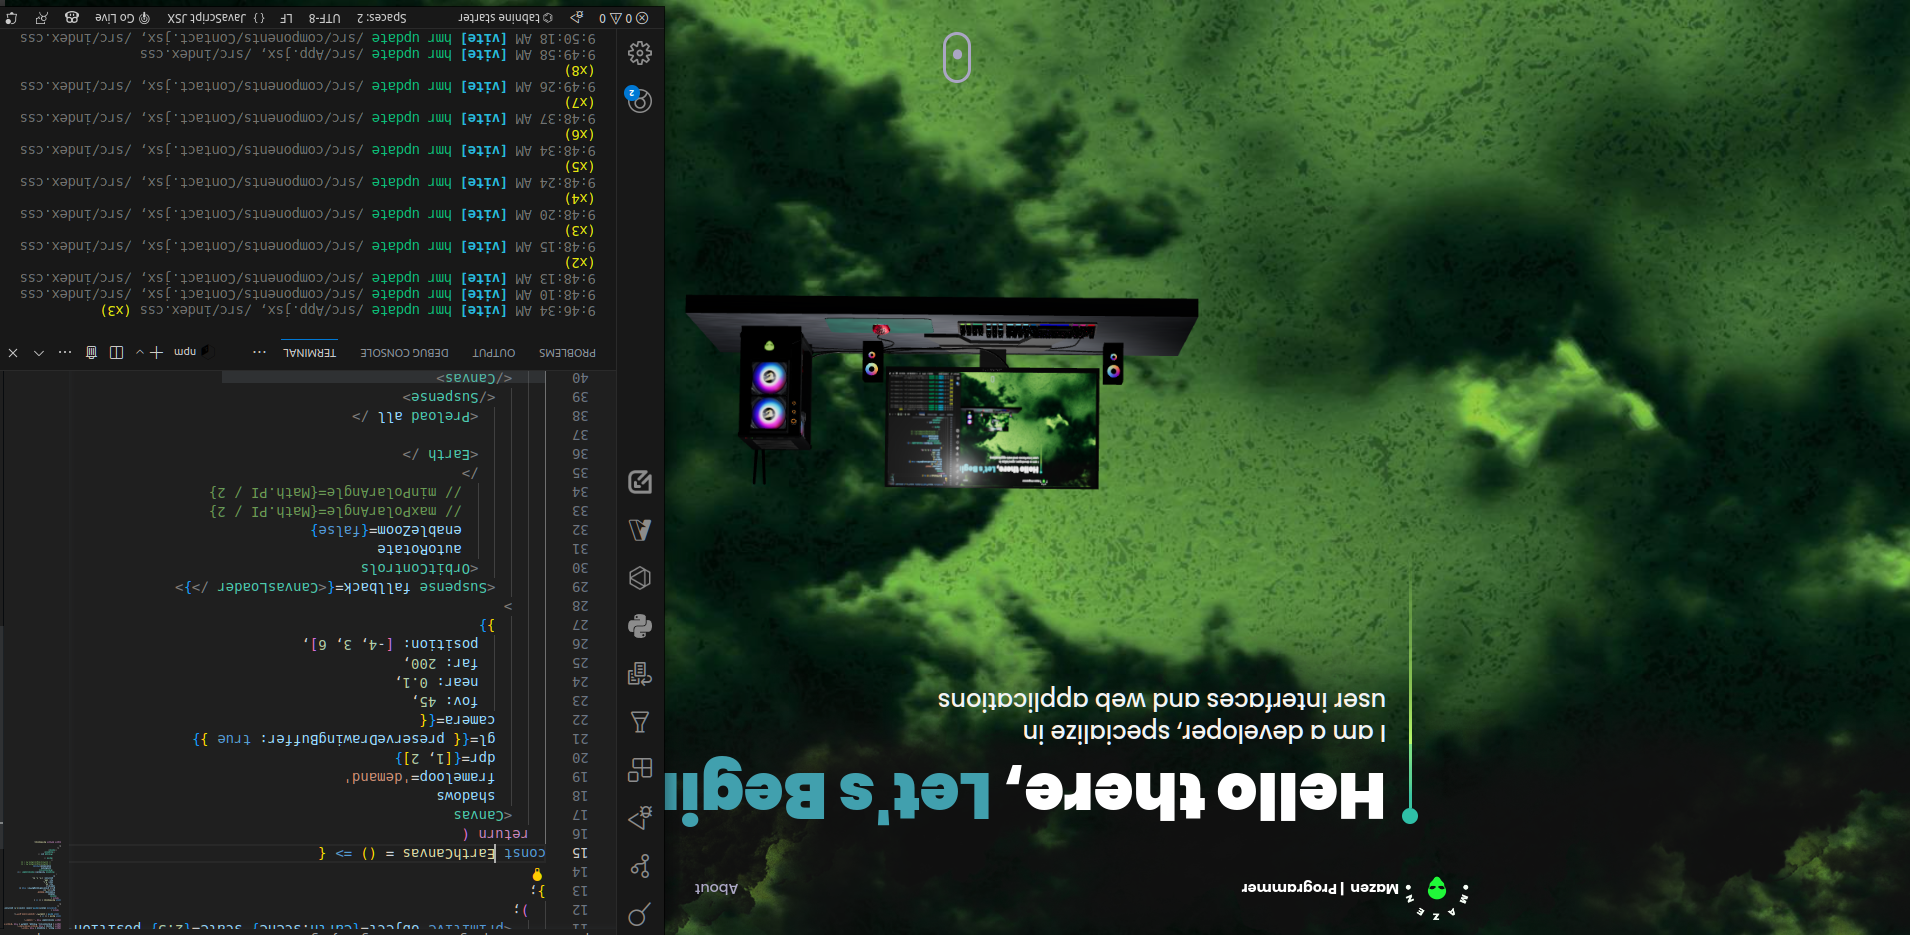 MAZEN
Mazen | Programmer
About
Hello there, Let's Begin
I am a developer, specialize in
user interfaces and web applications
11 <primitive object={earth.scene} scale={2.5} position
12 );
13 };
14
15 const EarthCanvas = () => {
16 return (
17 <Canvas
18 shadows
19 frameloop='demand'
20 dpr={[1, 2]}
21 gl={{ preserveDrawingBuffer: true }}
22 camera={{
23 fov: 45,
24 near: 0.1,
25 far: 200,
26 position: [-4, 3, 6],
27 }}
28 >
29 <Suspense fallback={<CanvasLoader />}>
30 <OrbitControls
31 autoRotate
32 enableZoom={false}
33 // maxPolarAngle={Math.PI / 2}
34 // minPolarAngle={Math.PI / 2}
35 />
36 <Earth />
37
38 <Preload all />
39 </Suspense>
40 </Canvas>
PROBLEMS OUTPUT DEBUG CONSOLE TERMINAL ··· npm
9:46:34 AM [vite] hmr update /src/App.jsx, /src/index.css (x3)
9:48:10 AM [vite] hmr update /src/components/Contact.jsx, /src/index.css
9:48:13 AM [vite] hmr update /src/components/Contact.jsx, /src/index.css
(x2)
9:48:15 AM [vite] hmr update /src/components/Contact.jsx, /src/index.css
(x3)
9:48:20 AM [vite] hmr update /src/components/Contact.jsx, /src/index.css
(x4)
9:48:24 AM [vite] hmr update /src/components/Contact.jsx, /src/index.css
(x5)
9:48:34 AM [vite] hmr update /src/components/Contact.jsx, /src/index.css
(x6)
9:48:37 AM [vite] hmr update /src/components/Contact.jsx, /src/index.css
(x7)
9:49:26 AM [vite] hmr update /src/components/Contact.jsx, /src/index.css
(x8)
9:49:58 AM [vite] hmr update /src/App.jsx, /src/index.css
9:50:18 AM [vite] hmr update /src/components/Contact.jsx, /src/index.css
2
0 0 tabnine starter Spaces: 2 UTF-8 LF {} JavaScript JSX Go Live